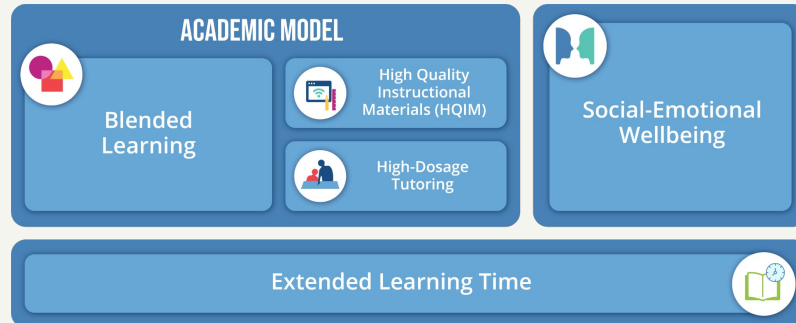 ACADEMIC MODEL
Blended
Learning
High Quality
Instructional
Materials (HQIM)
High-Dosage
Tutoring
Social-Emotional
Wellbeing
Extended Learning Time